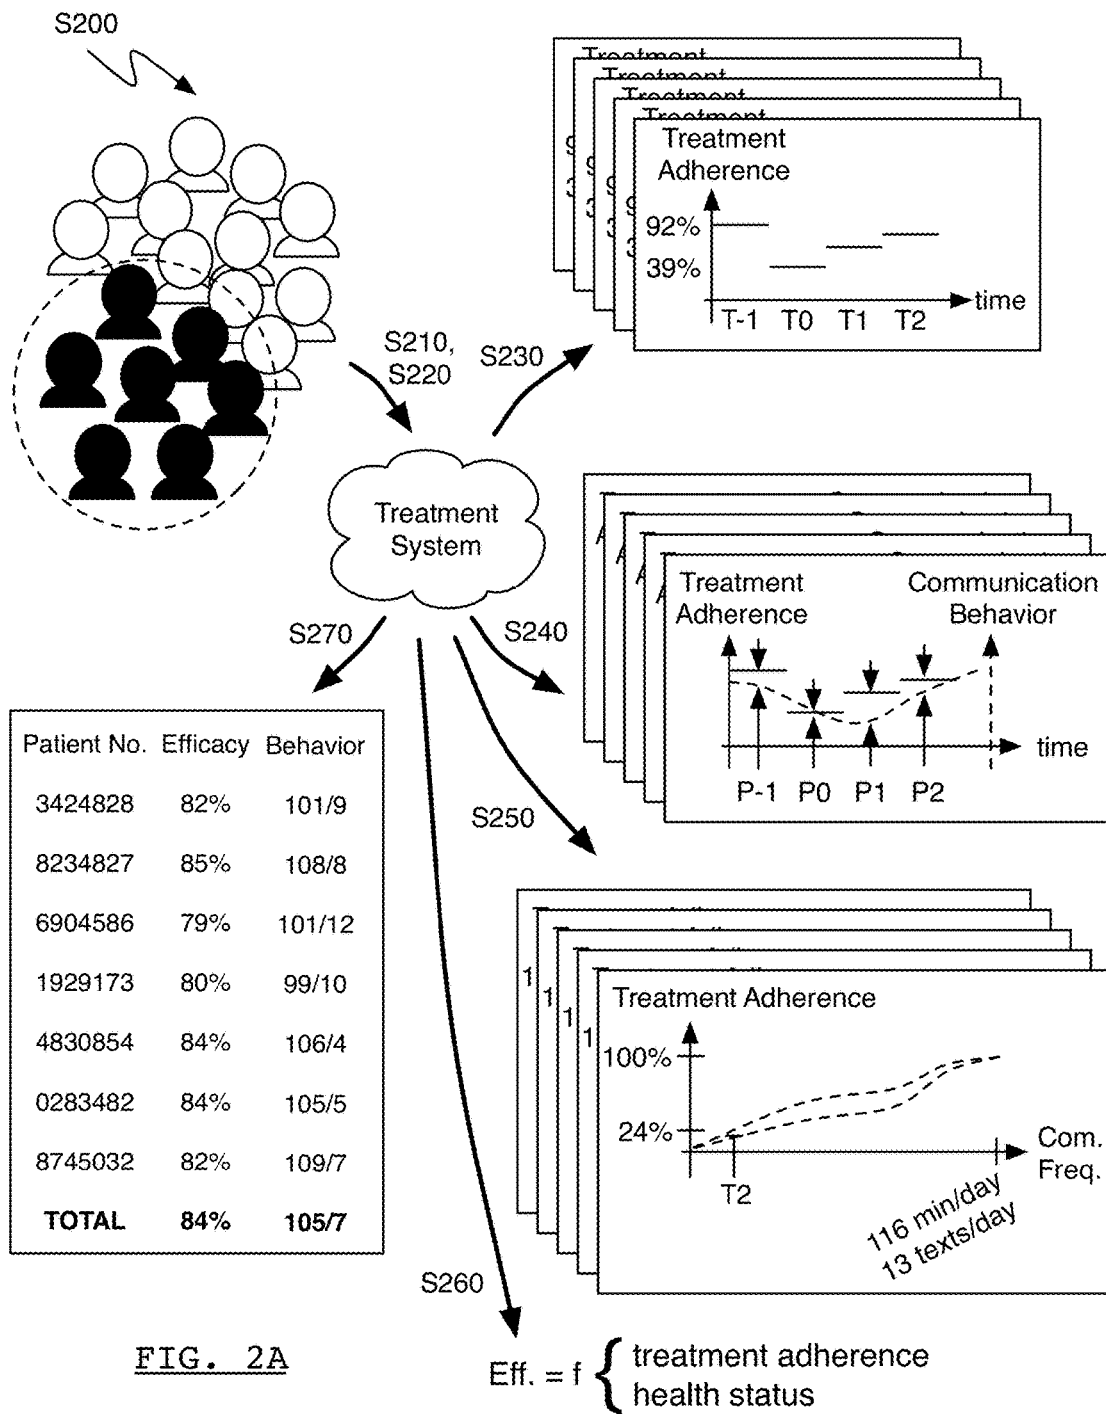 S200
Treatment
Treatment
Treatment
Treatment
Treatment
Adherence
92%
39%
time
T-1 T0 T1 T2
S210,
S220
S230
Treatment
System
S270
S240
Treatment
Adherence
Communication
Behavior
time
P-1 P0 P1 P2
S250
Patient No. Efficacy Behavior
3424828 82% 101/9
8234827 85% 108/8
6904586 79% 101/12
1929173 80% 99/10
4830854 84% 106/4
0283482 84% 105/5
8745032 82% 109/7
TOTAL 84% 105/7
Treatment Adherence
100%
24%
T2
Com.
Freq.
116 min/day
13 texts/day
S260
FIG. 2A
Eff. = f { treatment adherence
health status